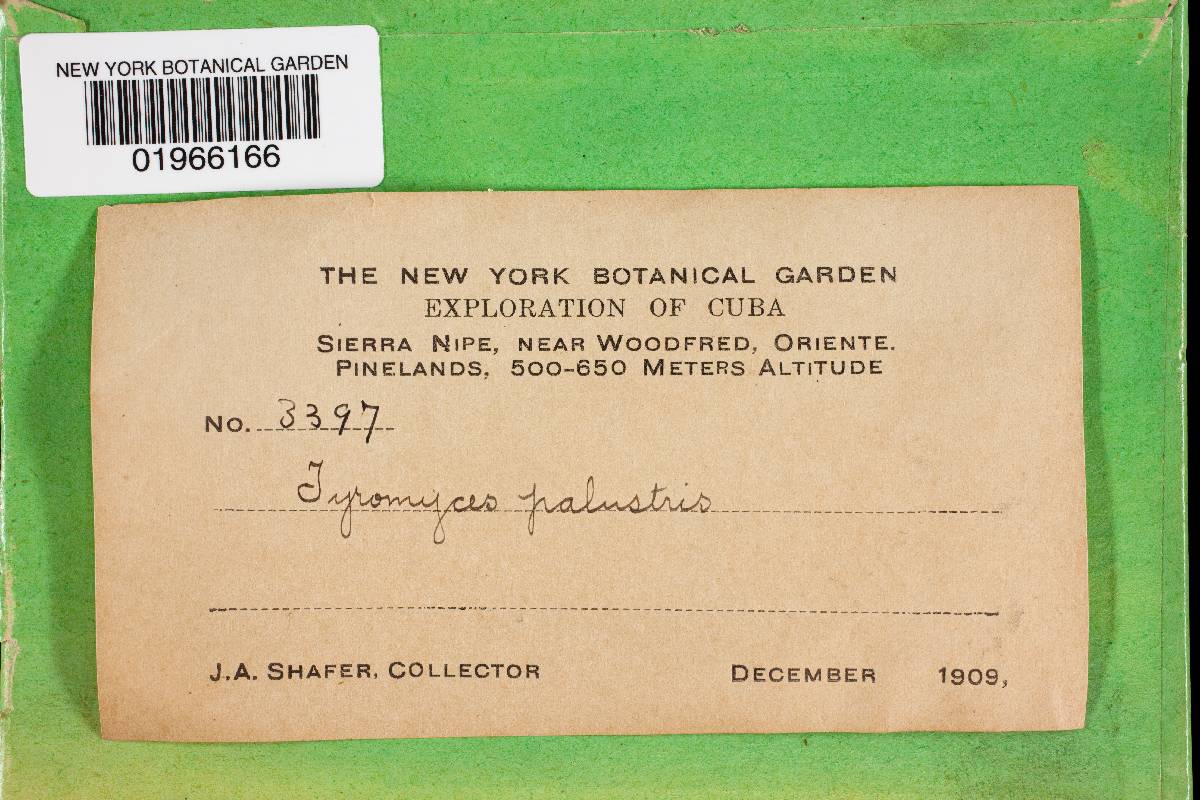 NEW YORK BOTANICAL GARDEN
01966166
THE NEW YORK BOTANICAL GARDEN
EXPLORATION OF CUBA
SIERRA NIPE, NEAR WOODFRED, ORIENTE.
PINELANDS, 500-650 METERS ALTITUDE
NO. 3397
Tyromyces palustris
J.A. SHAFER, COLLECTOR DECEMBER 1909,